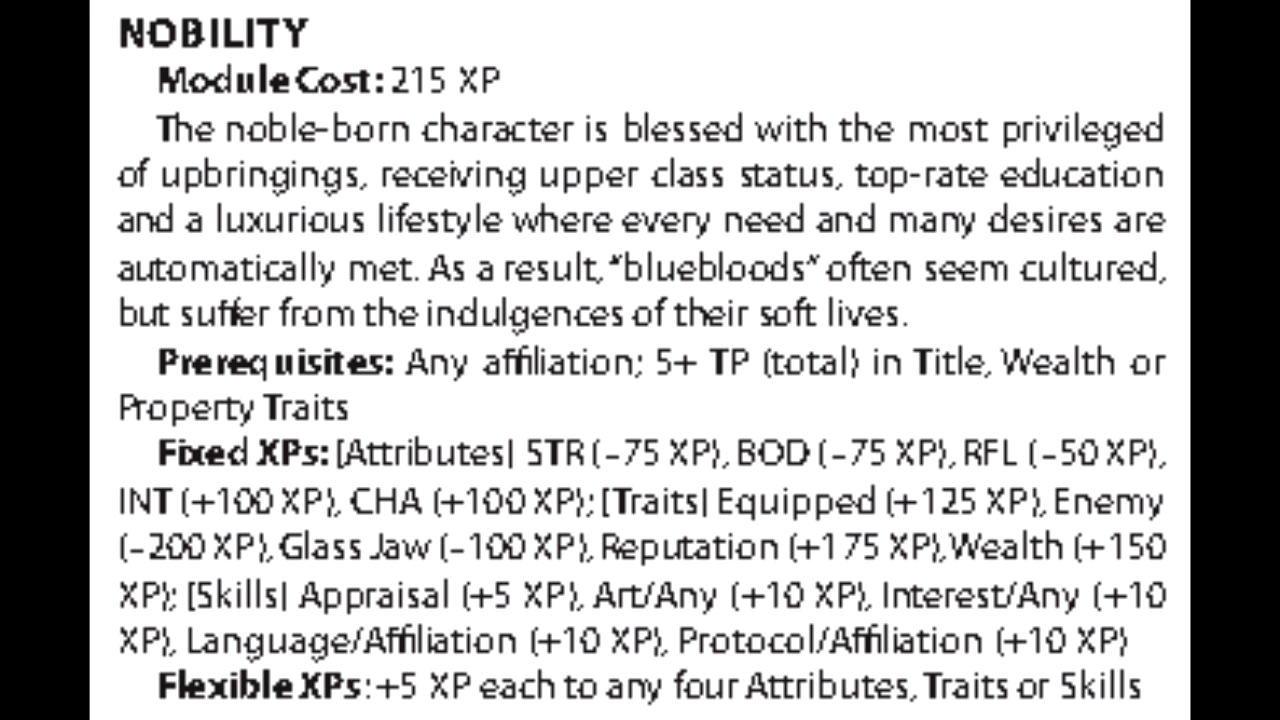 NOBILITY
Module Cost: 215 XP
The noble-born character is blessed with the most privileged
of upbringings, receiving upper class status, top-rate education
and a luxurious lifestyle where every need and many desires are
automatically met. As a result, “bluebloods” often seem cultured,
but suffer from the indulgences of their soft lives.
Prerequisites: Any affiliation; 5+ TP (total) in Title, Wealth or
Property Traits
Fixed XPs: [Attributes] STR (–75 XP), BOD (–75 XP), RFL (–50 XP),
INT (+100 XP), CHA (+100 XP); [Traits] Equipped (+125 XP), Enemy
(–200 XP), Glass Jaw (–100 XP), Reputation (+175 XP), Wealth (+150
XP); [Skills] Appraisal (+5 XP), Art/Any (+10 XP), Interest/Any (+10
XP), Language/Affiliation (+10 XP), Protocol/Affiliation (+10 XP)
Flexible XPs: +5 XP each to any four Attributes, Traits or Skills